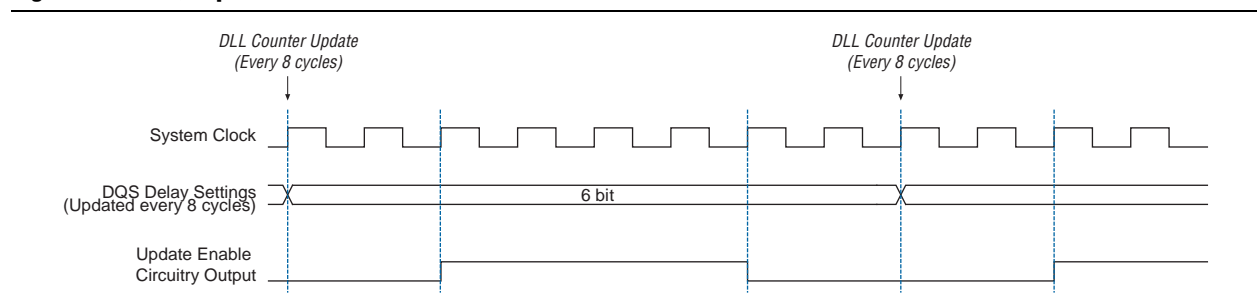 DLL Counter Update
(Every 8 cycles)
DLL Counter Update
(Every 8 cycles)
System Clock
DQS Delay Settings
(Updated every 8 cycles)
6 bit
Update Enable
Circuitry Output